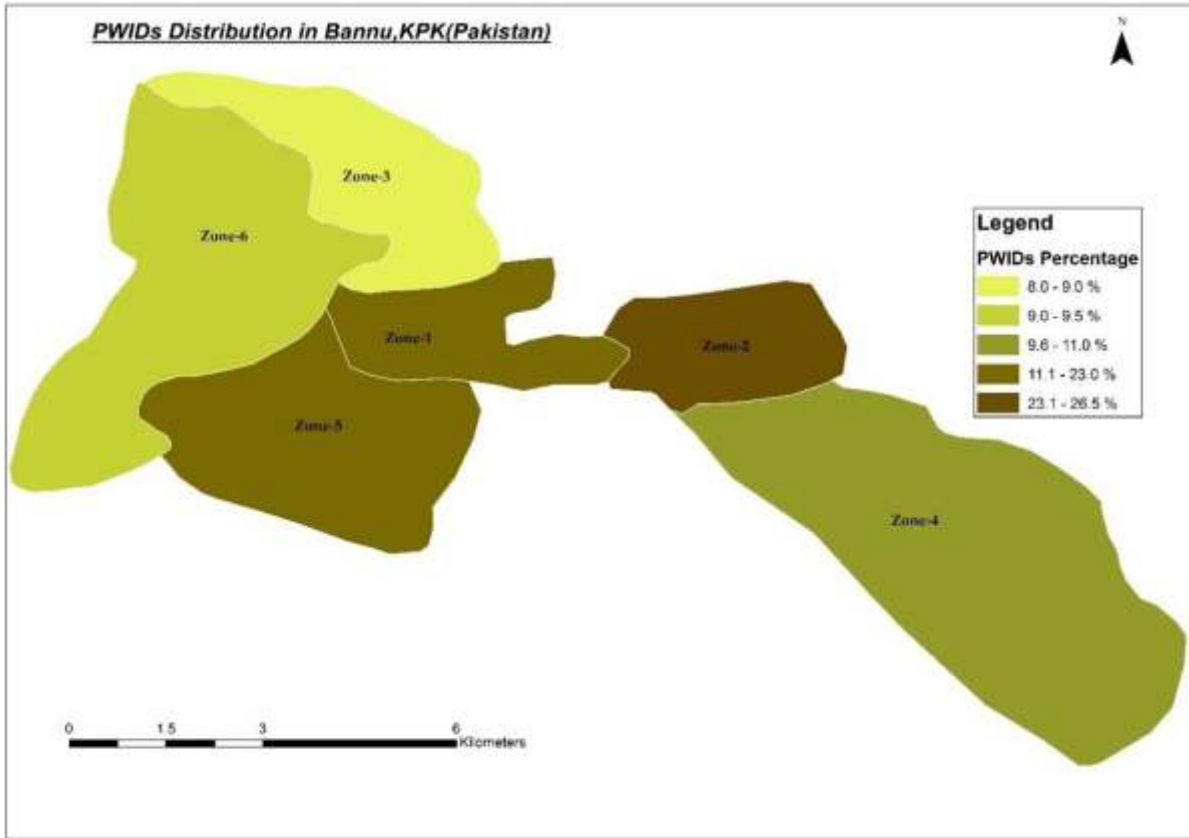 PWIDs Distribution in Bannu,KPK(Pakistan)
N
Zone-3
Zone-6
Legend
PWIDs Percentage
8.0 - 9.0 %
9.0 - 9.5 %
9.6 - 11.0 %
11.1 - 23.0 %
23.1 - 26.5 %
Zone-1
Zone-2
Zone-5
Zone-4
0 1.5 3 6
Kilometers